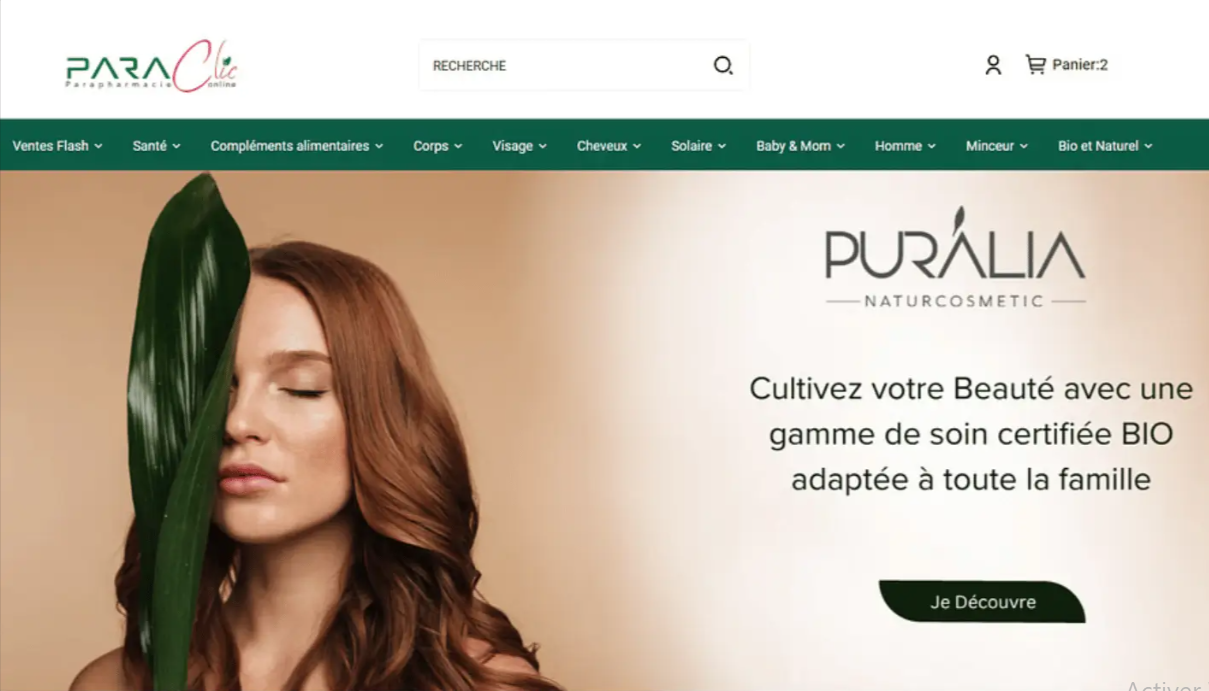 PARAClic
Parapharmacie online
RECHERCHE
Panier:2
Ventes Flash
Santé
Compléments alimentaires
Corps
Visage
Cheveux
Solaire
Baby & Mom
Homme
Minceur
Bio et Naturel
PURÁLIA
NATURCOSMETIC
Cultivez votre Beauté avec une
gamme de soin certifiée BIO
adaptée à toute la famille
Je Découvre
Activer